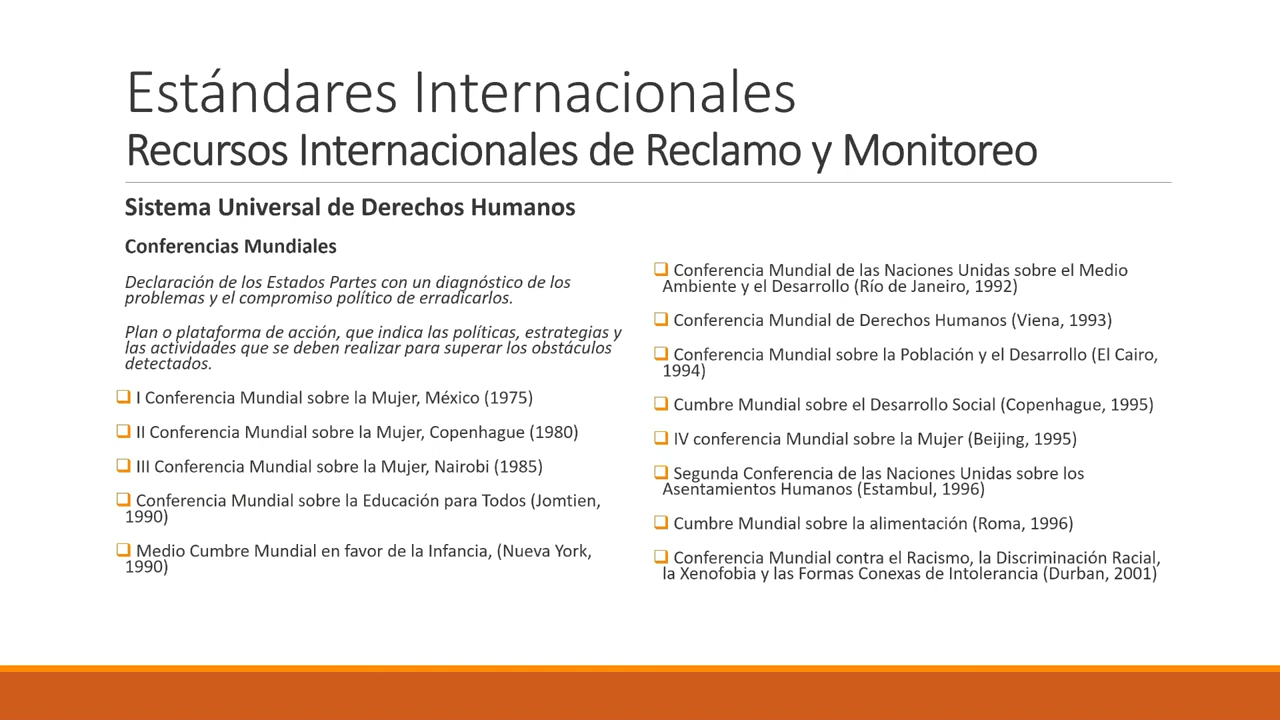 Estándares Internacionales
Recursos Internacionales de Reclamo y Monitoreo
Sistema Universal de Derechos Humanos
Conferencias Mundiales
Declaración de los Estados Partes con un diagnóstico de los
problemas y el compromiso político de erradicarlos.
Plan o plataforma de acción, que indica las políticas, estrategias y
las actividades que se deben realizar para superar los obstáculos
detectados.
❑ I Conferencia Mundial sobre la Mujer, México (1975)
❑ II Conferencia Mundial sobre la Mujer, Copenhague (1980)
❑ III Conferencia Mundial sobre la Mujer, Nairobi (1985)
❑ Conferencia Mundial sobre la Educación para Todos (Jomtien,
1990)
❑ Medio Cumbre Mundial en favor de la Infancia, (Nueva York,
1990)
❑ Conferencia Mundial de las Naciones Unidas sobre el Medio
Ambiente y el Desarrollo (Río de Janeiro, 1992)
❑ Conferencia Mundial de Derechos Humanos (Viena, 1993)
❑ Conferencia Mundial sobre la Población y el Desarrollo (El Cairo,
1994)
❑ Cumbre Mundial sobre el Desarrollo Social (Copenhague, 1995)
❑ IV conferencia Mundial sobre la Mujer (Beijing, 1995)
❑ Segunda Conferencia de las Naciones Unidas sobre los
Asentamientos Humanos (Estambul, 1996)
❑ Cumbre Mundial sobre la alimentación (Roma, 1996)
❑ Conferencia Mundial contra el Racismo, la Discriminación Racial,
la Xenofobia y las Formas Conexas de Intolerancia (Durban, 2001)